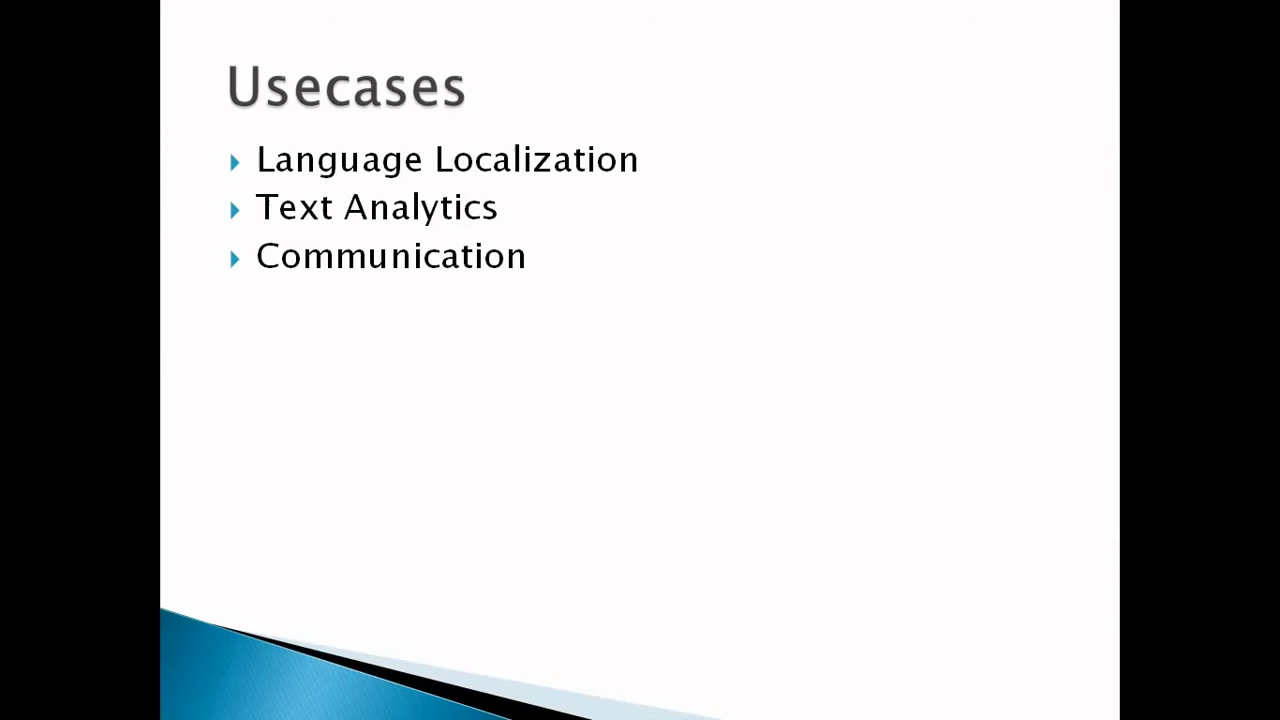 Usecases
Language Localization
Text Analytics
Communication